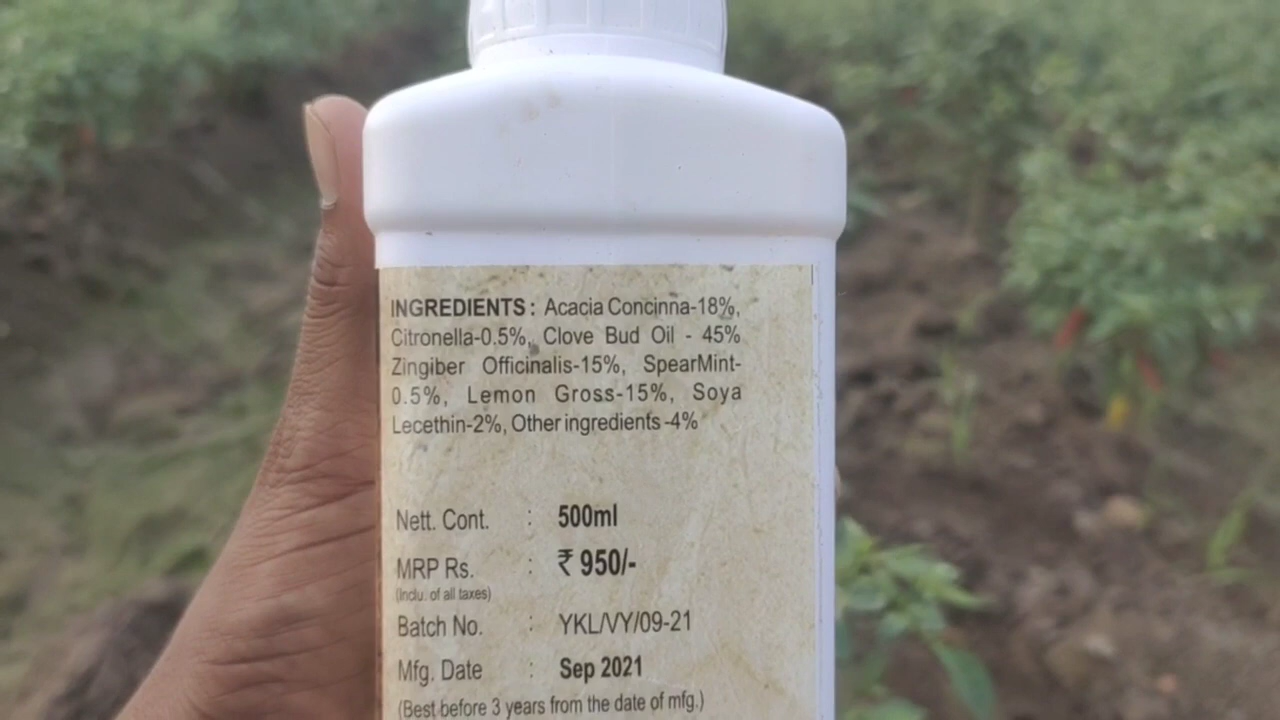 INGREDIENTS : Acacia Concinna-18%,
Citronella-0.5%, Clove Bud Oil - 45%
Zingiber Officinalis-15%, SpearMint-
0.5%, Lemon Gross-15%, Soya
Lecethin-2%, Other ingredients -4%
Nett. Cont. : 500ml
MRP Rs. : ₹ 950/-
(Inclu. of all taxes)
Batch No. : YKL/VY/09-21
Mfg. Date : Sep 2021
(Best before 3 years from the date of mfg.)